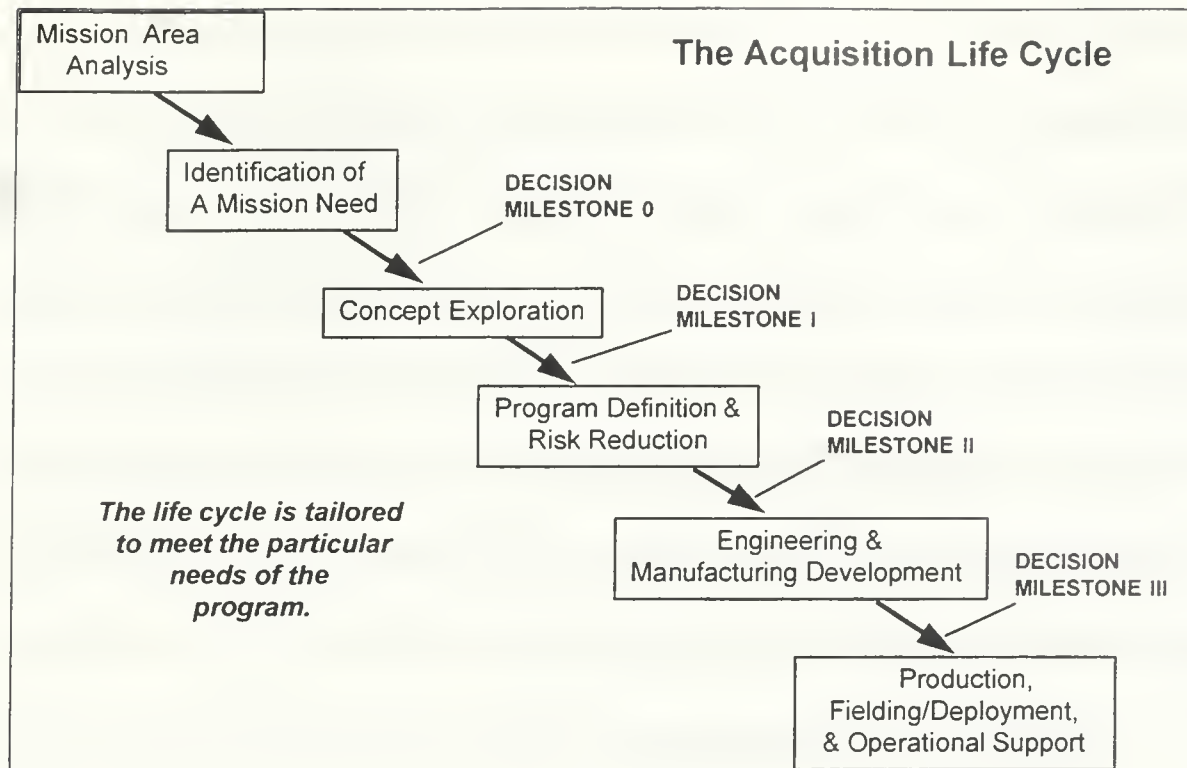 The Acquisition Life Cycle
Mission Area
Analysis
Identification of
A Mission Need
DECISION
MILESTONE 0
Concept Exploration
DECISION
MILESTONE I
Program Definition &
Risk Reduction
DECISION
MILESTONE II
The life cycle is tailored
to meet the particular
needs of the
program.
Engineering &
Manufacturing Development
DECISION
MILESTONE III
Production,
Fielding/Deployment,
& Operational Support